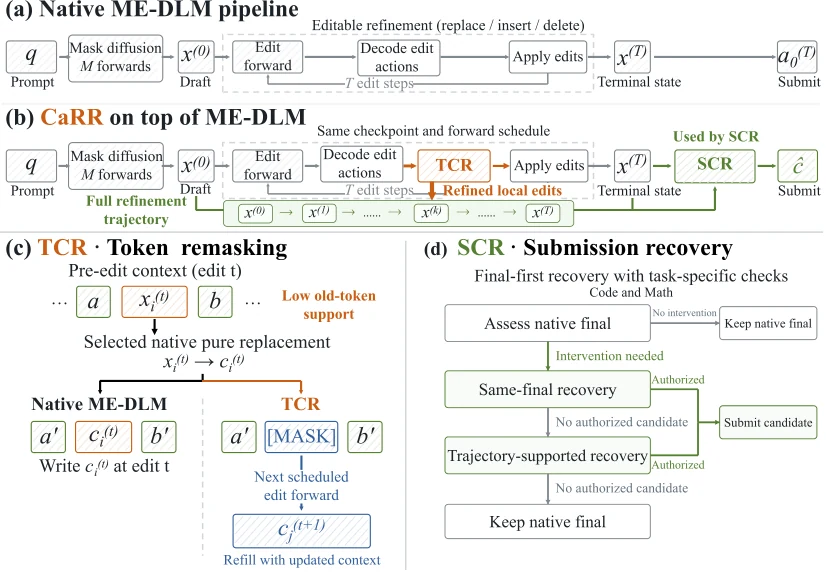 (a) Native ME-DLM pipeline
Editable refinement (replace / insert / delete)
q
Mask diffusion
M forwards
x(0)
Edit
forward
Decode edit
actions
Apply edits
x(T)
a0(T)
Prompt
Draft
T edit steps
Terminal state
Submit
(b) CaRR on top of ME-DLM
Same checkpoint and forward schedule
Used by SCR
q
Mask diffusion
M forwards
x(0)
Edit
forward
Decode edit
actions
TCR
Apply edits
x(T)
SCR
ĉ
Prompt
Draft
T edit steps
Refined local edits
Terminal state
Submit
Full refinement
trajectory
x(0) → x(1) → ...... → x(k) → ...... → x(T)
(c) TCR · Token remasking
Pre-edit context (edit t)
... a xi(t) b ...
Low old-token
support
Selected native pure replacement
xi(t) → ci(t)
Native ME-DLM
a' ci(t) b'
Write ci(t) at edit t
TCR
a' [MASK] b'
Next scheduled
edit forward
cj(t+1)
Refill with updated context
(d) SCR · Submission recovery
Final-first recovery with task-specific checks
Code and Math
Assess native final
No intervention
Keep native final
Intervention needed
Same-final recovery
Authorized
No authorized candidate
Submit candidate
Trajectory-supported recovery
Authorized
No authorized candidate
Keep native final